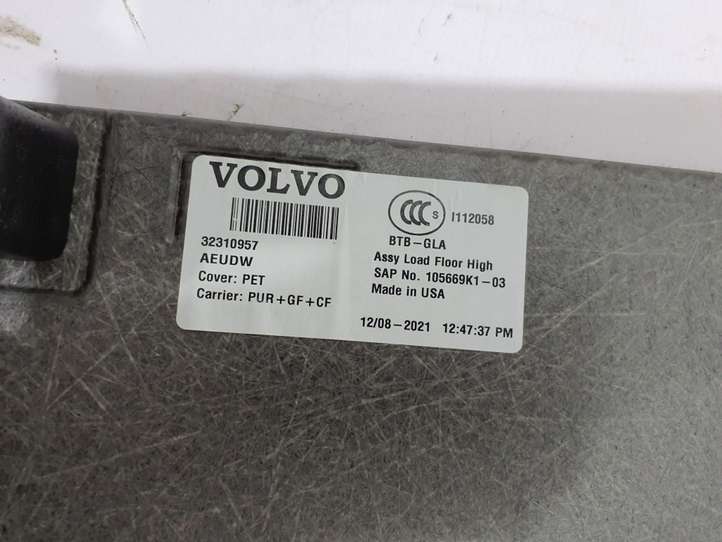 VOLVO
32310957
AEUDW
Cover: PET
Carrier: PUR+GF+CF
CCC S I112058
BTB-GLA
Assy Load Floor High
SAP No. 105669K1-03
Made in USA
12/08-2021 12:47:37 PM